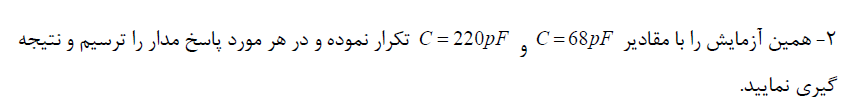 ۲- همین آزمایش را با مقادیر C=68pF و C=220pF تکرار نموده و در هر مورد پاسخ مدار را ترسیم و نتیجه
گیری نمایید.